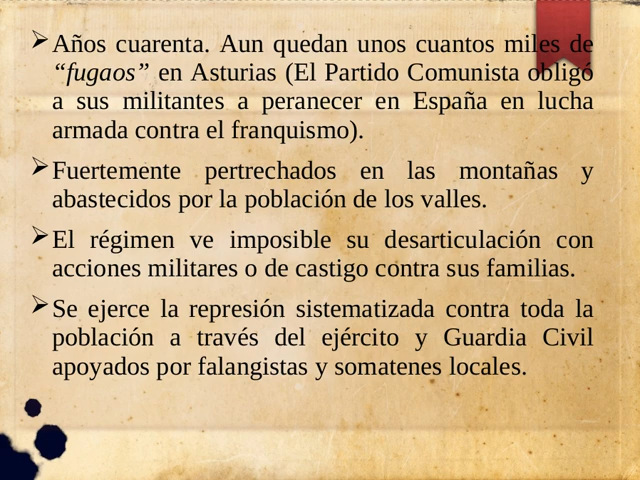 Años cuarenta. Aun quedan unos cuantos miles de
“fugaos” en Asturias (El Partido Comunista obligó
a sus militantes a peranecer en España en lucha
armada contra el franquismo).
Fuertemente pertrechados en las montañas y
abastecidos por la población de los valles.
El régimen ve imposible su desarticulación con
acciones militares o de castigo contra sus familias.
Se ejerce la represión sistematizada contra toda la
población a través del ejército y Guardia Civil
apoyados por falangistas y somatenes locales.